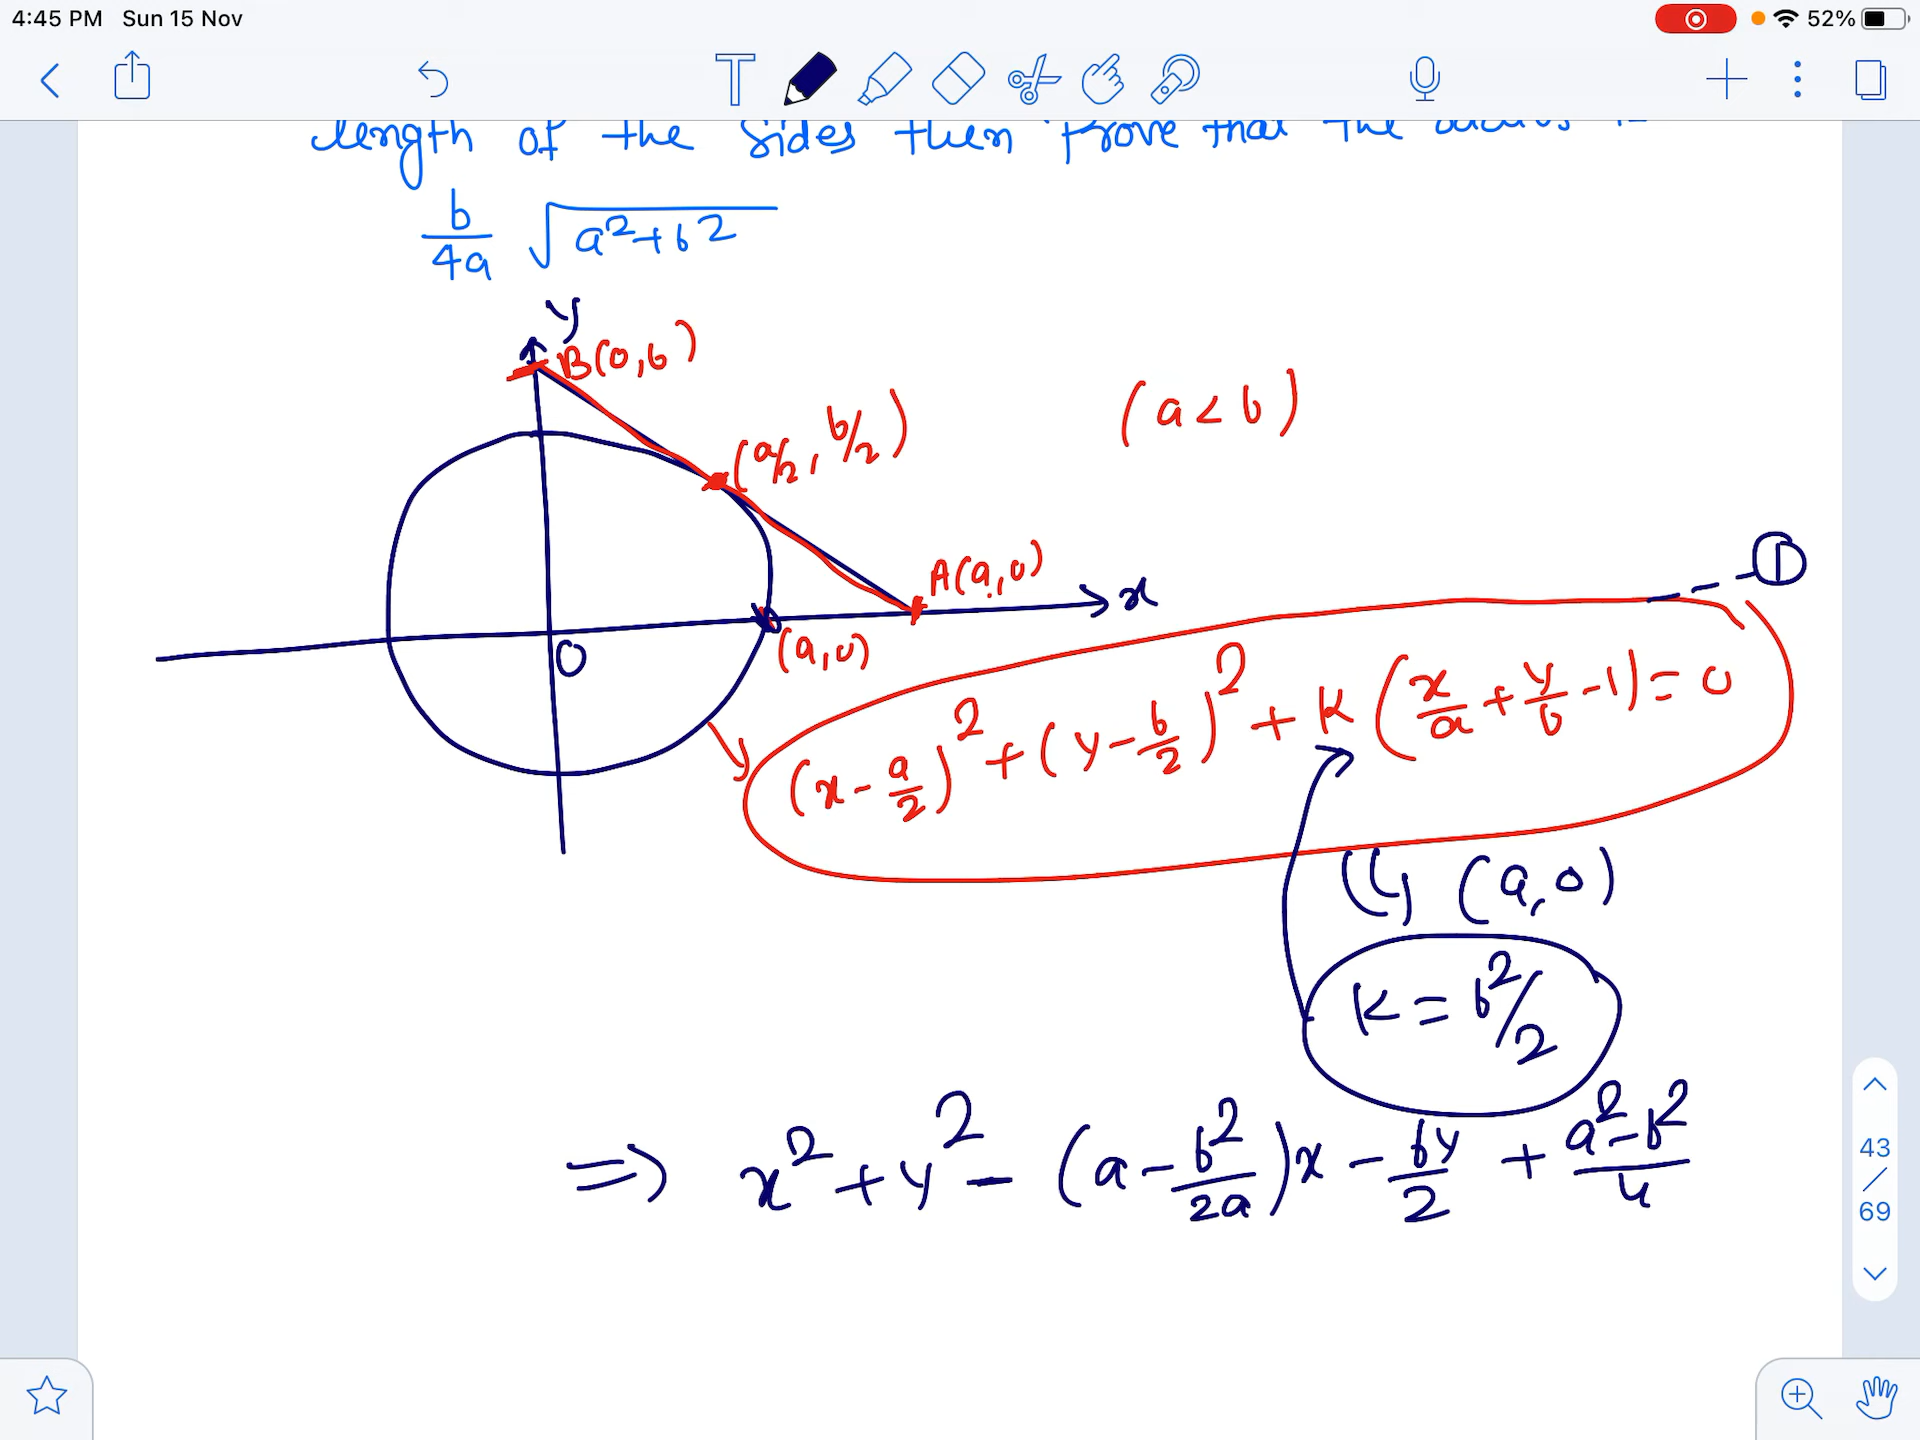 4:45 PM Sun 15 Nov
52%
T
length of the sides then prove that the
b/4a √(a²+b²)
y
B(0,b)
(a/2, b/2)
(a<b)
A(a,0)
x
①
O
(a,0)
(x - a/2)² + (y - b/2)² + K (x/a + y/b - 1) = 0
(a,0)
K = b²/2
⇒ x² + y² - (a - b²/2a)x - by/2 + a²-b²/4
43
/
69